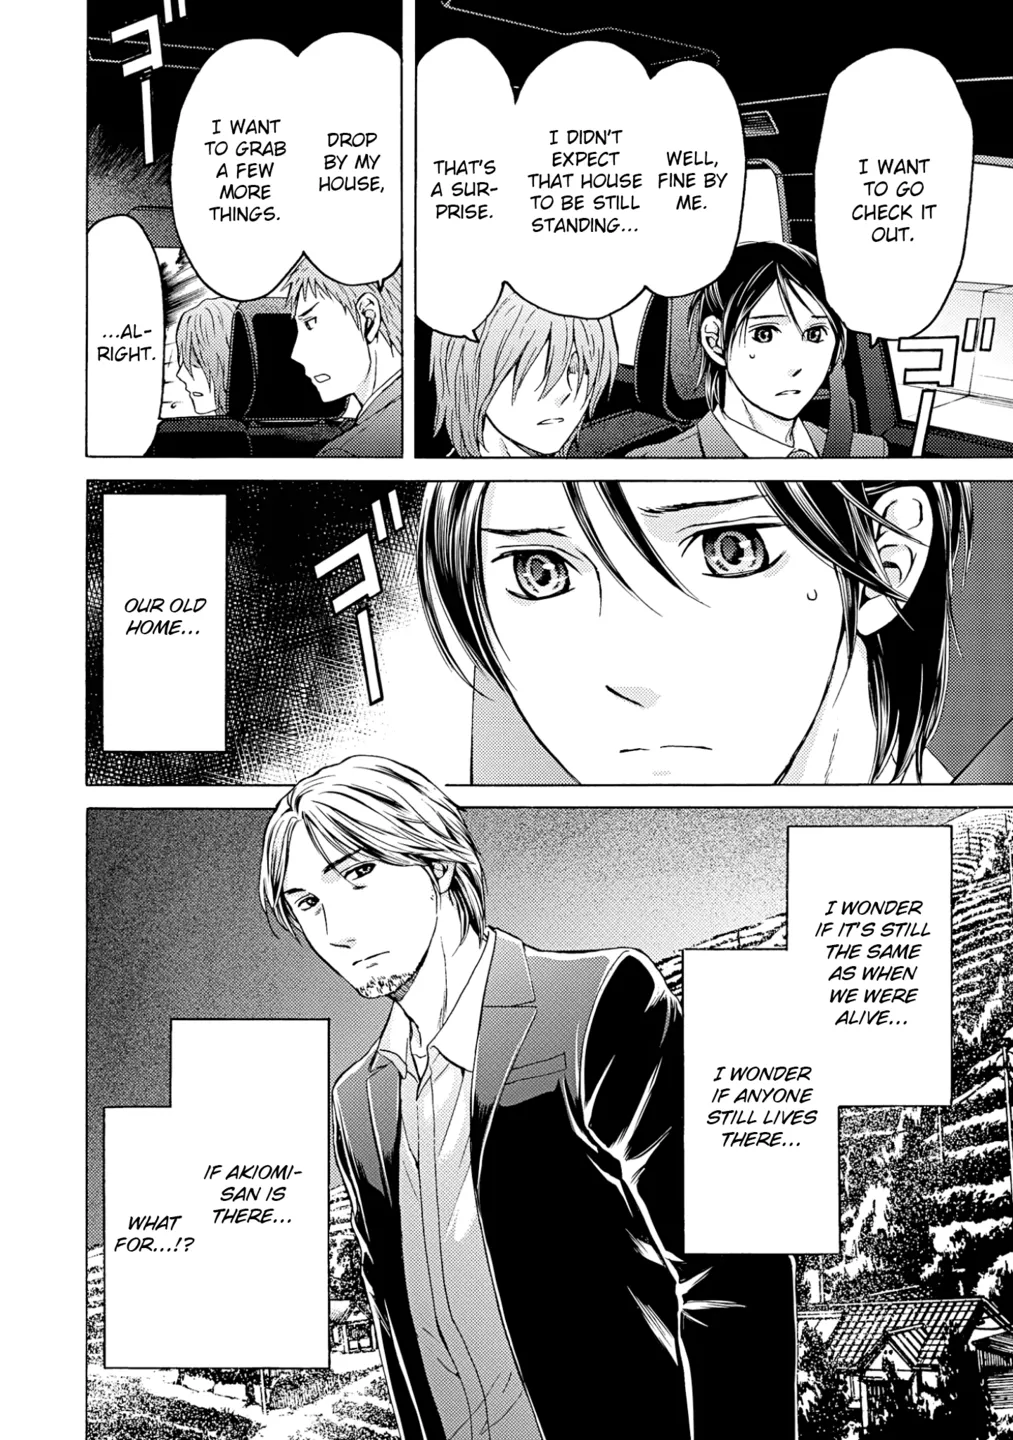 I WANT
TO GO
CHECK IT
OUT.
WELL,
FINE BY
ME.
I DIDN'T
EXPECT
THAT HOUSE
TO BE STILL
STANDING...
THAT'S
A SUR-
PRISE.
ゴ
DROP
BY MY
HOUSE,
I WANT
TO GRAB
A FEW
MORE
THINGS.
...AL-
RIGHT.
ゴ
ゴ
OUR OLD
HOME...
I WONDER
IF IT'S STILL
THE SAME
AS WHEN
WE WERE
ALIVE...
I WONDER
IF ANYONE
STILL LIVES
THERE...
IF AKIOMI-
SAN IS
THERE...
WHAT
FOR...!?